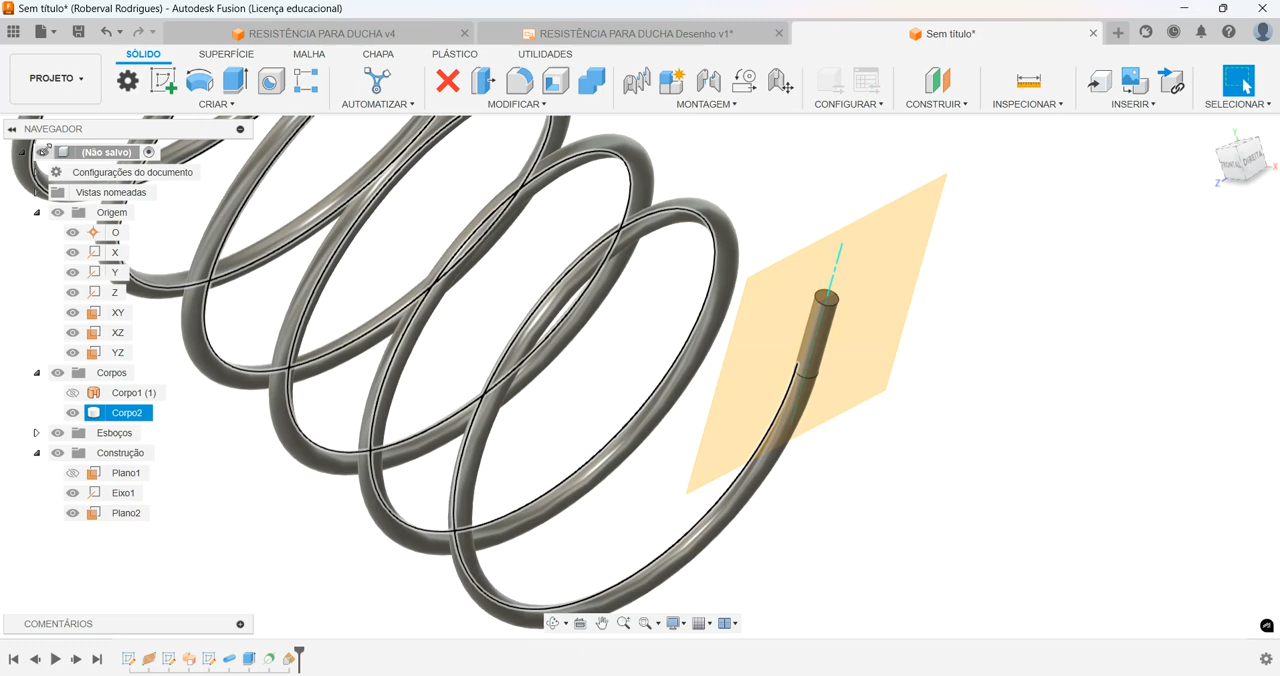 Sem título* (Roberval Rodrigues) - Autodesk Fusion (Licença educacional)
RESISTÊNCIA PARA DUCHA v4
RESISTÊNCIA PARA DUCHA Desenho v1*
Sem título*
SÓLIDO SUPERFÍCIE MALHA CHAPA PLÁSTICO UTILIDADES
PROJETO
CRIAR AUTOMATIZAR MODIFICAR MONTAGEM CONFIGURAR CONSTRUIR INSPECIONAR INSERIR SELECIONAR
NAVEGADOR
(Não salvo)
Configurações do documento
Vistas nomeadas
Origem
O
X
Y
Z
XY
XZ
YZ
Corpos
Corpo1 (1)
Corpo2
Esboços
Construção
Plano1
Eixo1
Plano2
Y
FRONTAL DIREITA
X
Z
COMENTÁRIOS